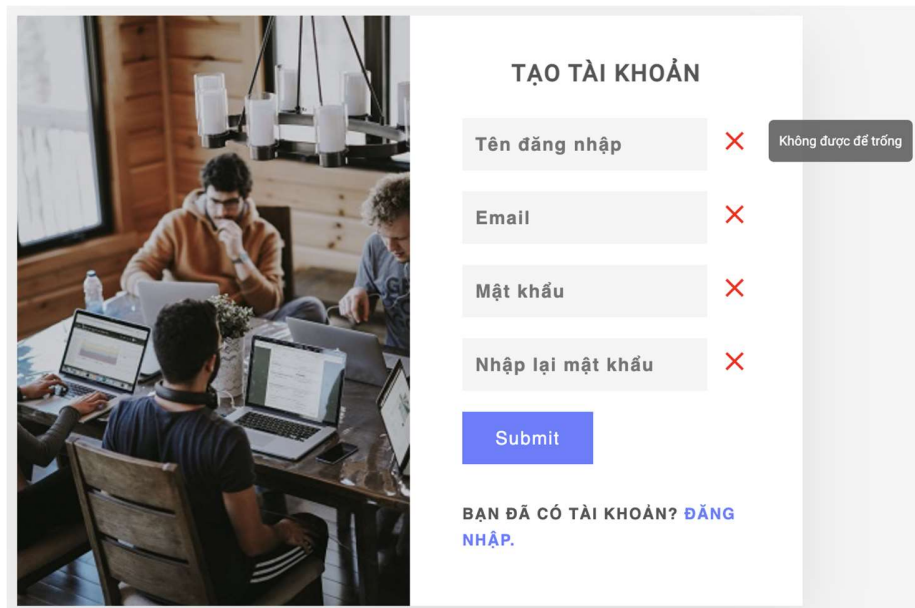 TẠO TÀI KHOẢN
Tên đăng nhập
Không được để trống
Email
Mật khẩu
Nhập lại mật khẩu
Submit
BẠN ĐÃ CÓ TÀI KHOẢN? ĐĂNG
NHẬP.